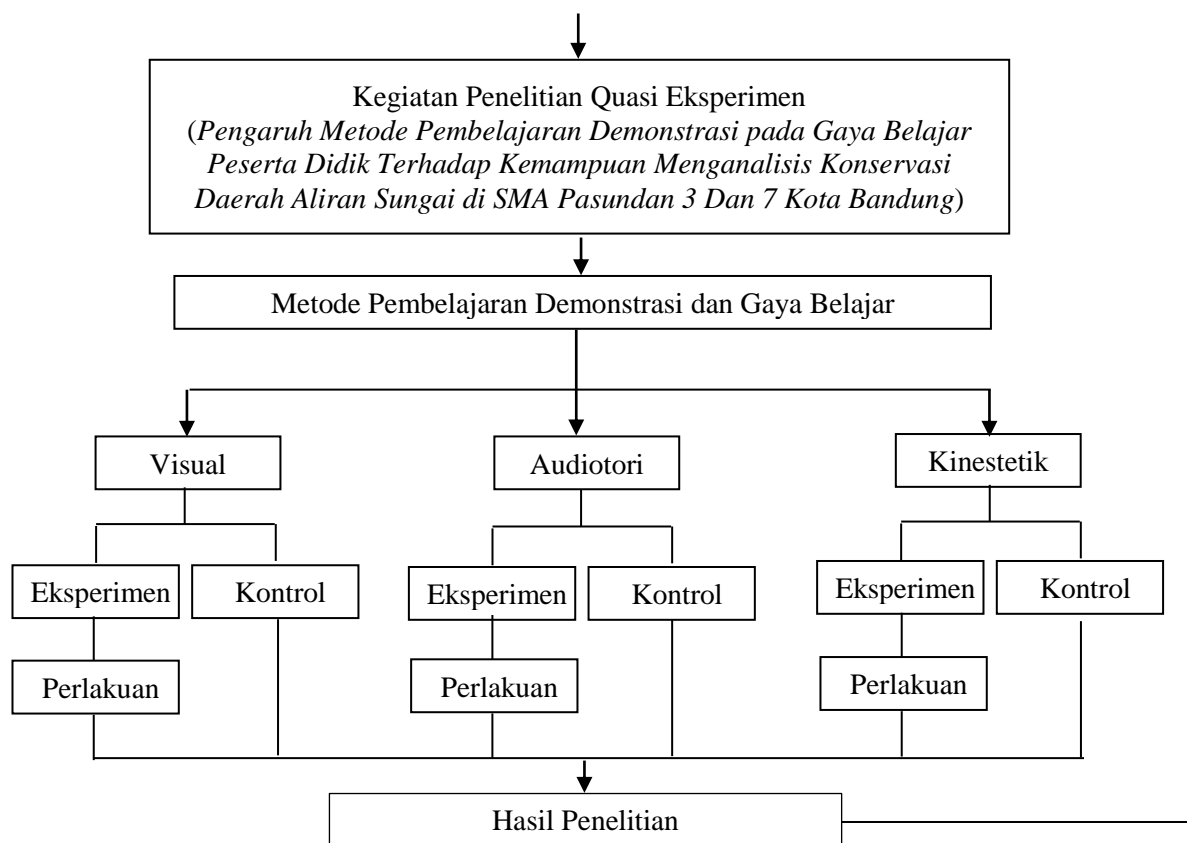 Kegiatan Penelitian Quasi Eksperimen
(Pengaruh Metode Pembelajaran Demonstrasi pada Gaya Belajar
Peserta Didik Terhadap Kemampuan Menganalisis Konservasi
Daerah Aliran Sungai di SMA Pasundan 3 Dan 7 Kota Bandung)
Metode Pembelajaran Demonstrasi dan Gaya Belajar
Visual
Audiotori
Kinestetik
Eksperimen
Kontrol
Eksperimen
Kontrol
Eksperimen
Kontrol
Perlakuan
Perlakuan
Perlakuan
Hasil Penelitian